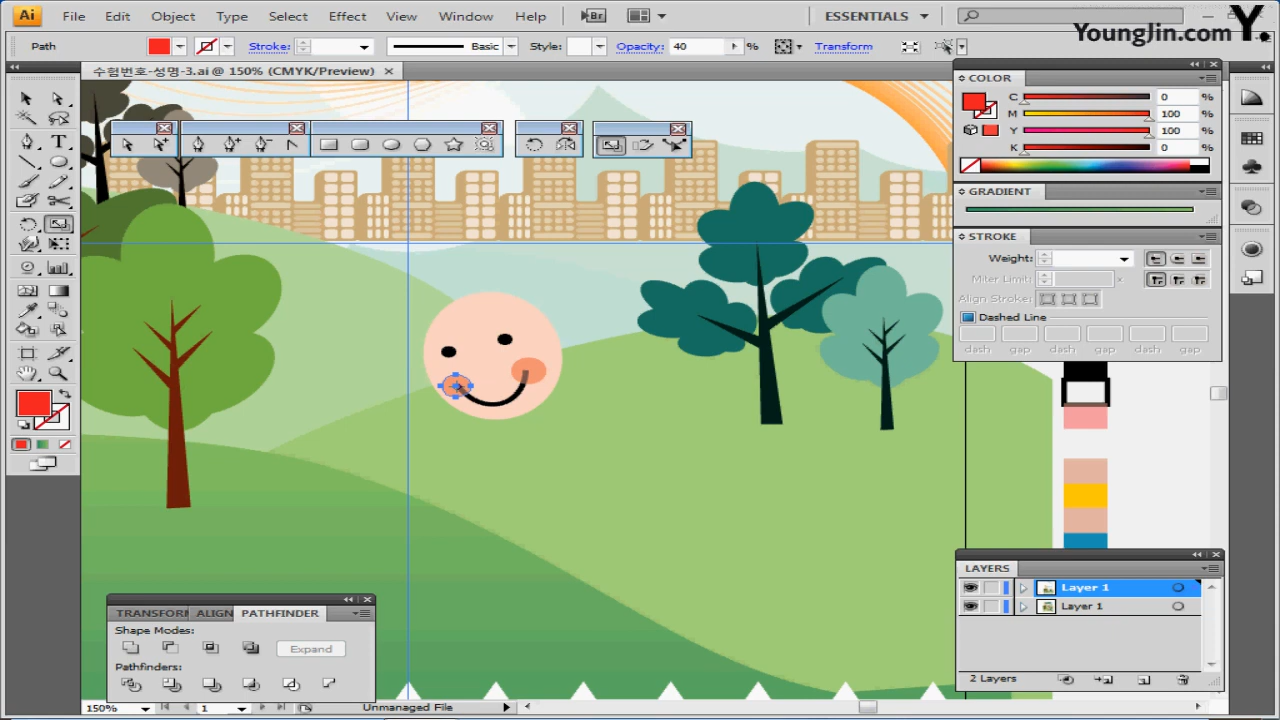 Ai File Edit Object Type Select Effect View Window Help Br ESSENTIALS
YoungJin.com Y.
Path Stroke: Basic Style: Opacity: 40 % Transform
수험번호-성명-3.ai @ 150% (CMYK/Preview) ×
COLOR
C 0 %
M 100 %
Y 100 %
K 0 %
GRADIENT
STROKE
Weight:
Miter Limit: x
Align Stroke:
Dashed Line
dash gap dash gap dash gap
LAYERS
Layer 1
Layer 1
2 Layers
TRANSFORM ALIGN PATHFINDER
Shape Modes:
Expand
Pathfinders:
150% 1 Unmanaged File